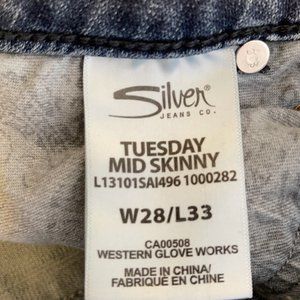 Silver®
JEANS CO.
TUESDAY
MID SKINNY
L13101SAI496 1000282
W28/L33
CA00508
WESTERN GLOVE WORKS
MADE IN CHINA/
FABRIQUÉ EN CHINE